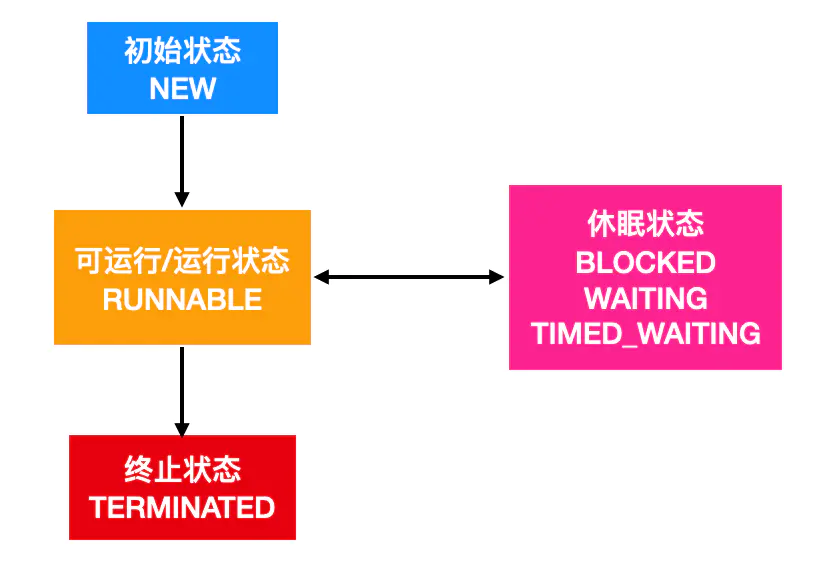 初始状态
NEW
可运行/运行状态
RUNNABLE
休眠状态
BLOCKED
WAITING
TIMED_WAITING
终止状态
TERMINATED